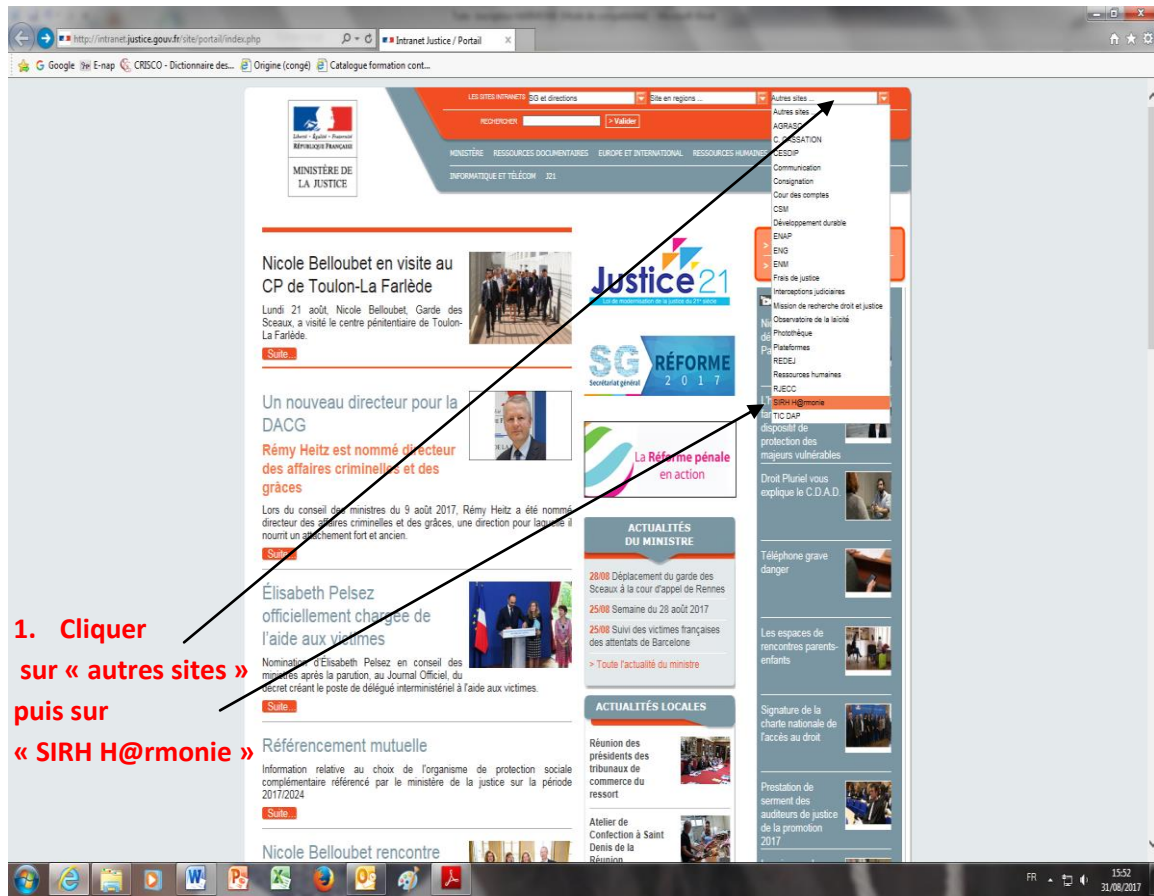 http://intranet.justice.gouv.fr/site/portail/index.php
Intranet Justice / Portail
Google
E-nap
CRISCO - Dictionnaire des...
Origine (congé)
Catalogue formation cont...
LES SITES INTRANETS
SG et directions
Site en regions ...
Autres sites ...
RECHERCHER
> Valider
Liberté • Égalité • Fraternité
RÉPUBLIQUE FRANÇAISE
MINISTÈRE DE
LA JUSTICE
MINISTÈRE RESSOURCES DOCUMENTAIRES EUROPE ET INTERNATIONAL RESSOURCES HUMAINES
INFORMATIQUE ET TÉLÉCOM J21
Autres sites ...
AGRASC
C. CASSATION
CESDIP
Communication
Consignation
Cour des comptes
CSM
Développement durable
ENAP
ENG
ENM
Frais de justice
Interceptions judiciaires
Mission de recherche droit et justice
Observatoire de la laïcité
Photothèque
Plateformes
REDEJ
Ressources humaines
RJECC
SIRH H@rmonie
TIC DAP
Nicole Belloubet en visite au
CP de Toulon-La Farlède
Lundi 21 août, Nicole Belloubet, Garde des
Sceaux, a visité le centre pénitentiaire de Toulon-
La Farlède.
Suite...
Un nouveau directeur pour la
DACG
Rémy Heitz est nommé directeur
des affaires criminelles et des
grâces
Lors du conseil des ministres du 9 août 2017, Rémy Heitz a été nommé
directeur des affaires criminelles et des grâces, une direction pour laquelle il
nourrit un attachement fort et ancien.
Suite...
Élisabeth Pelsez
officiellement chargée de
l'aide aux victimes
Nomination d'Élisabeth Pelsez en conseil des
ministres après la parution, au Journal Officiel, du
décret créant le poste de délégué interministériel à l'aide aux victimes.
Suite...
Référencement mutuelle
Information relative au choix de l'organisme de protection sociale
complémentaire référencé par le ministère de la justice sur la période
2017/2024
Suite...
Nicole Belloubet rencontre
Justice 21
Loi de modernisation de la justice du 21e siècle
SG
Secrétariat général
RÉFORME
2017
La Réforme pénale
en action
ACTUALITÉS
DU MINISTRE
28/08 Déplacement du garde des
Sceaux à la cour d'appel de Rennes
25/08 Semaine du 28 août 2017
25/08 Suivi des victimes françaises
des attentats de Barcelone
> Toute l'actualité du ministre
ACTUALITÉS LOCALES
Réunion des
présidents des
tribunaux de
commerce du
ressort
Atelier de
Confection à Saint
Denis de la
Réunion
dispositif de
protection des
majeurs vulnérables
Droit Pluriel vous
explique le C.D.A.D.
Téléphone grave
danger
Les espaces de
rencontres parents-
enfants
Signature de la
charte nationale de
l'accès au droit
Prestation de
serment des
auditeurs de justice
de la promotion
2017
1. Cliquer
sur « autres sites »
puis sur
« SIRH H@rmonie »
FR
15:52
31/08/2017